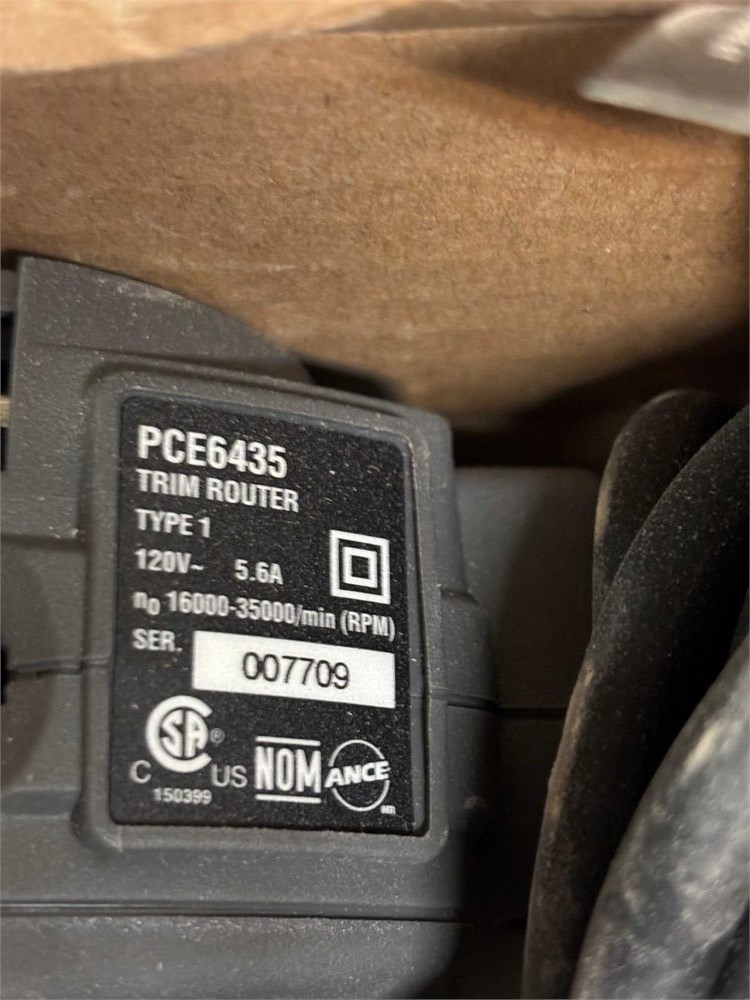 PCE6435
TRIM ROUTER
TYPE 1
120V~ 5.6A
n₀ 16000-35000/min (RPM)
SER. 007709
SA ®
C US
150399
NOM ANCE
MR